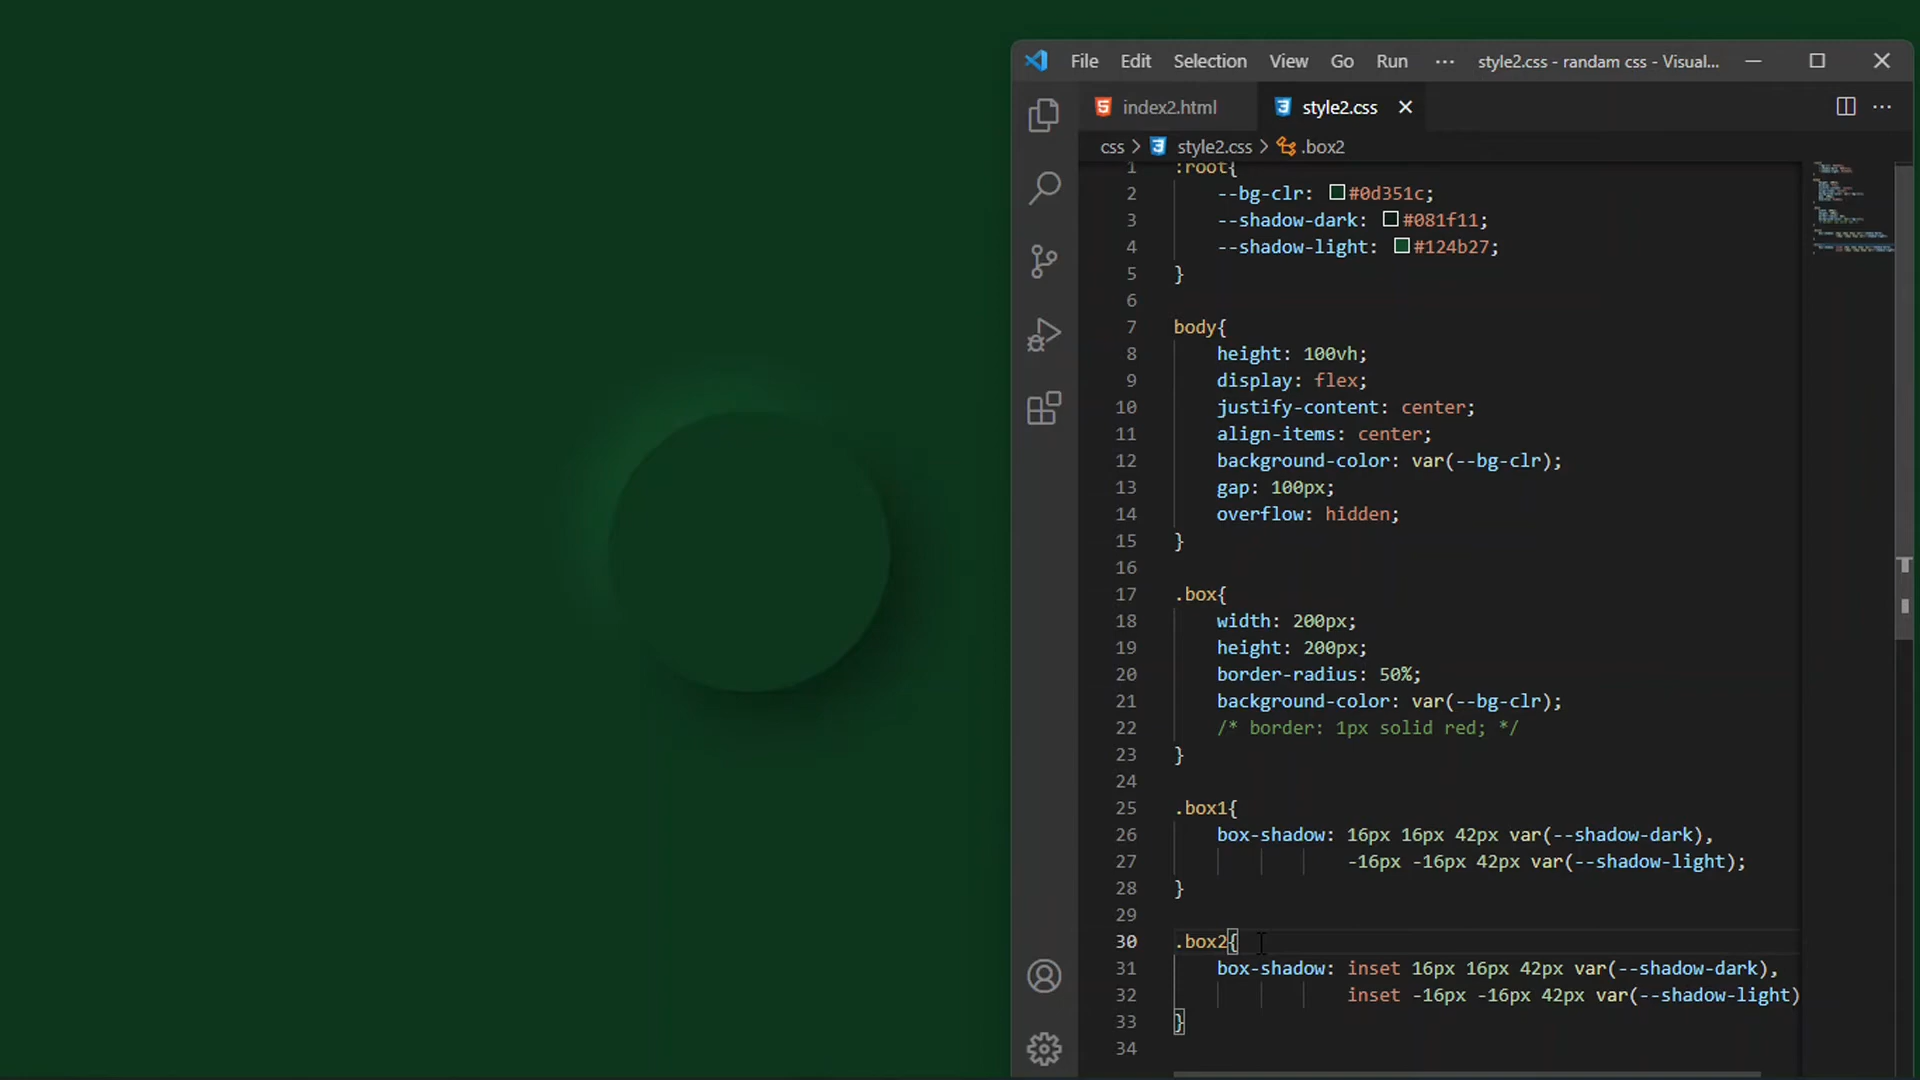 File Edit Selection View Go Run ··· style2.css - randam css - Visual...
index2.html style2.css
css > style2.css > .box2
1 :root{
2 --bg-clr: #0d351c;
3 --shadow-dark: #081f11;
4 --shadow-light: #124b27;
5 }
6
7 body{
8 height: 100vh;
9 display: flex;
10 justify-content: center;
11 align-items: center;
12 background-color: var(--bg-clr);
13 gap: 100px;
14 overflow: hidden;
15 }
16
17 .box{
18 width: 200px;
19 height: 200px;
20 border-radius: 50%;
21 background-color: var(--bg-clr);
22 /* border: 1px solid red; */
23 }
24
25 .box1{
26 box-shadow: 16px 16px 42px var(--shadow-dark),
27 -16px -16px 42px var(--shadow-light);
28 }
29
30 .box2{
31 box-shadow: inset 16px 16px 42px var(--shadow-dark),
32 inset -16px -16px 42px var(--shadow-light)
33 }
34